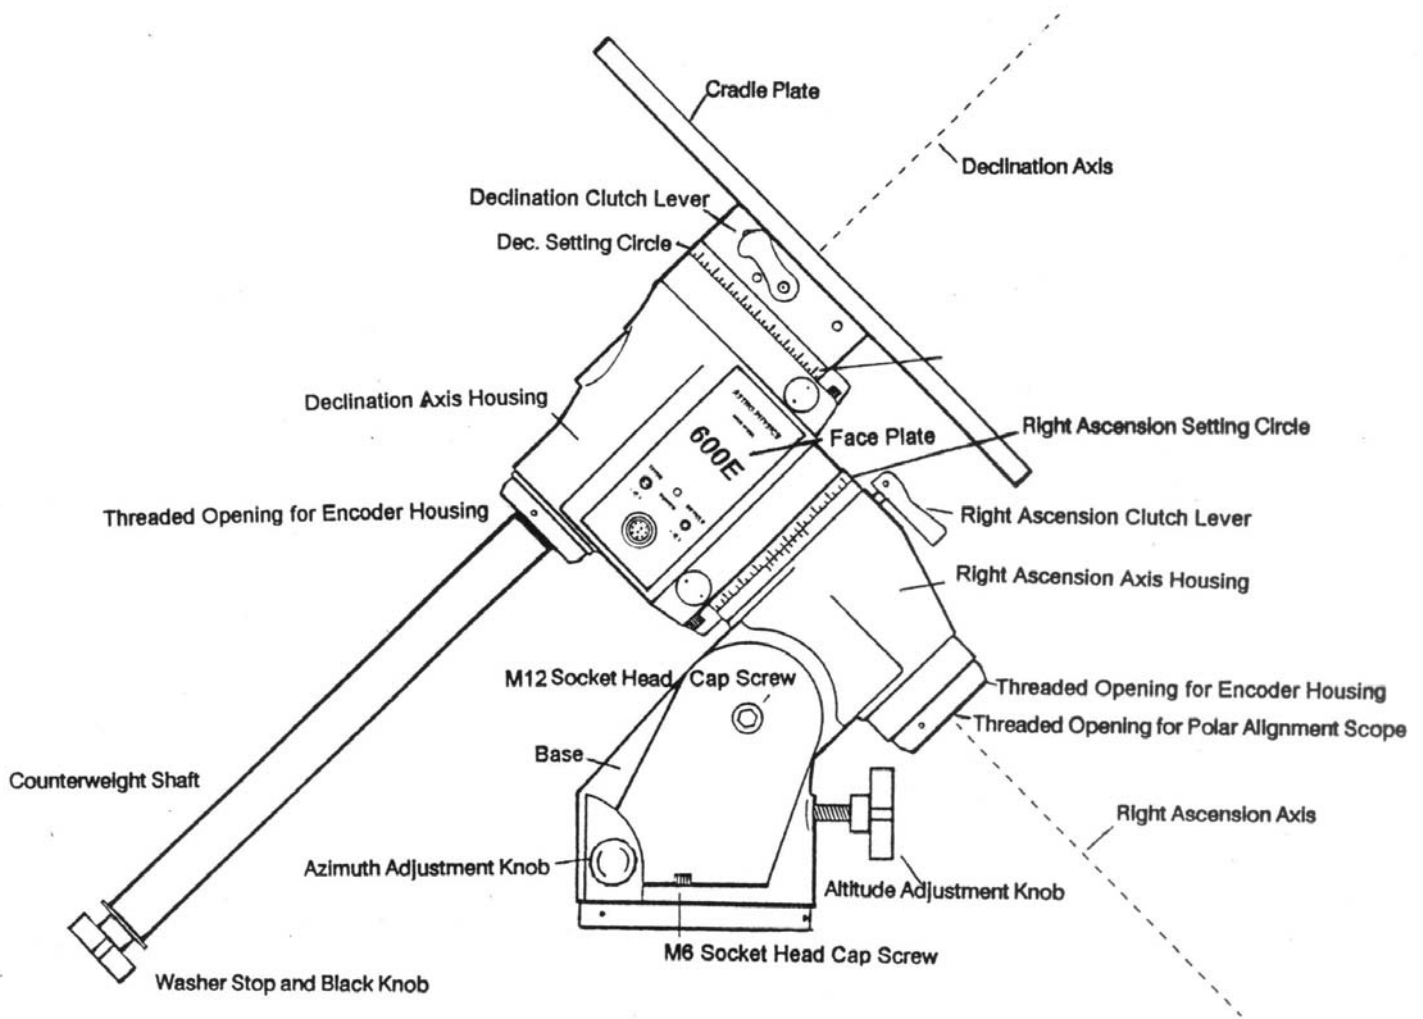 Cradle Plate
Declination Axis
Declination Clutch Lever
Dec. Setting Circle
Declination Axis Housing
ASTRO-PHYSICS
600E
Face Plate
Right Ascension Setting Circle
Threaded Opening for Encoder Housing
Right Ascension Clutch Lever
Right Ascension Axis Housing
M12 Socket Head Cap Screw
Threaded Opening for Encoder Housing
Threaded Opening for Polar Alignment Scope
Base
Counterweight Shaft
Right Ascension Axis
Azimuth Adjustment Knob
Altitude Adjustment Knob
M6 Socket Head Cap Screw
Washer Stop and Black Knob